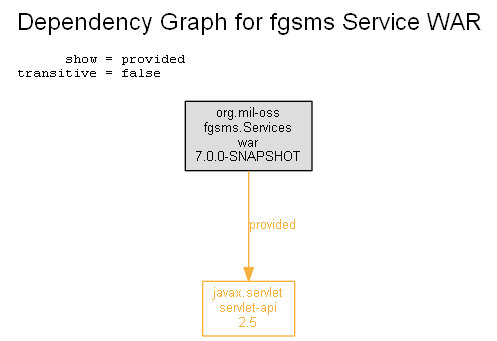 Dependency Graph for fgsms Service WAR
show = provided
transitive = false
org.mil-oss
fgsms.Services
war
7.0.0-SNAPSHOT
provided
javax.servlet
servlet-api
2.5